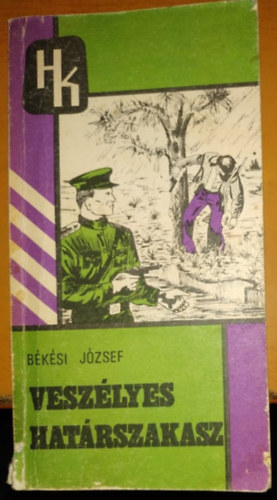 HK
BÉKÉSI JÓZSEF
VESZÉLYES
HATÁRSZAKASZ